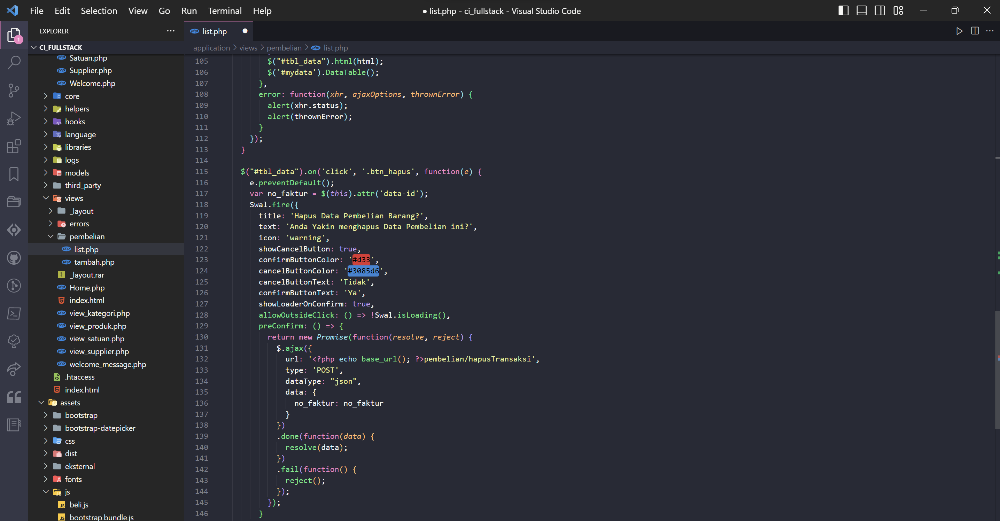 File Edit Selection View Go Run Terminal Help
● list.php - ci_fullstack - Visual Studio Code
EXPLORER
1
CI_FULLSTACK
Satuan.php
Supplier.php
Welcome.php
core
helpers
hooks
language
libraries
logs
models
third_party
views
_layout
errors
pembelian
list.php
tambah.php
_layout.rar
Home.php
index.html
view_kategori.php
view_produk.php
view_satuan.php
view_supplier.php
welcome_message.php
.htaccess
index.html
assets
bootstrap
bootstrap-datepicker
css
dist
eksternal
fonts
js
beli.js
bootstrap.bundle.js
list.php
application > views > pembelian > list.php
105 $("#tbl_data").html(html);
106 $('#mydata').DataTable();
107 },
108 error: function(xhr, ajaxOptions, thrownError) {
109 alert(xhr.status);
110 alert(thrownError);
111 }
112 });
113 }
114
115 $("#tbl_data").on('click', '.btn_hapus', function(e) {
116 e.preventDefault();
117 var no_faktur = $(this).attr('data-id');
118 Swal.fire({
119 title: 'Hapus Data Pembelian Barang?',
120 text: 'Anda Yakin menghapus Data Pembelian ini?',
121 icon: 'warning',
122 showCancelButton: true,
123 confirmButtonColor: '#d33',
124 cancelButtonColor: '#3085d6',
125 cancelButtonText: 'Tidak',
126 confirmButtonText: 'Ya',
127 showLoaderOnConfirm: true,
128 allowOutsideClick: () => !Swal.isLoading(),
129 preConfirm: () => {
130 return new Promise(function(resolve, reject) {
131 $.ajax({
132 url: '<?php echo base_url(); ?>pembelian/hapusTransaksi',
133 type: 'POST',
134 dataType: "json",
135 data: {
136 no_faktur: no_faktur
137 }
138 })
139 .done(function(data) {
140 resolve(data);
141 })
142 .fail(function() {
143 reject();
144 });
145 });
146 }